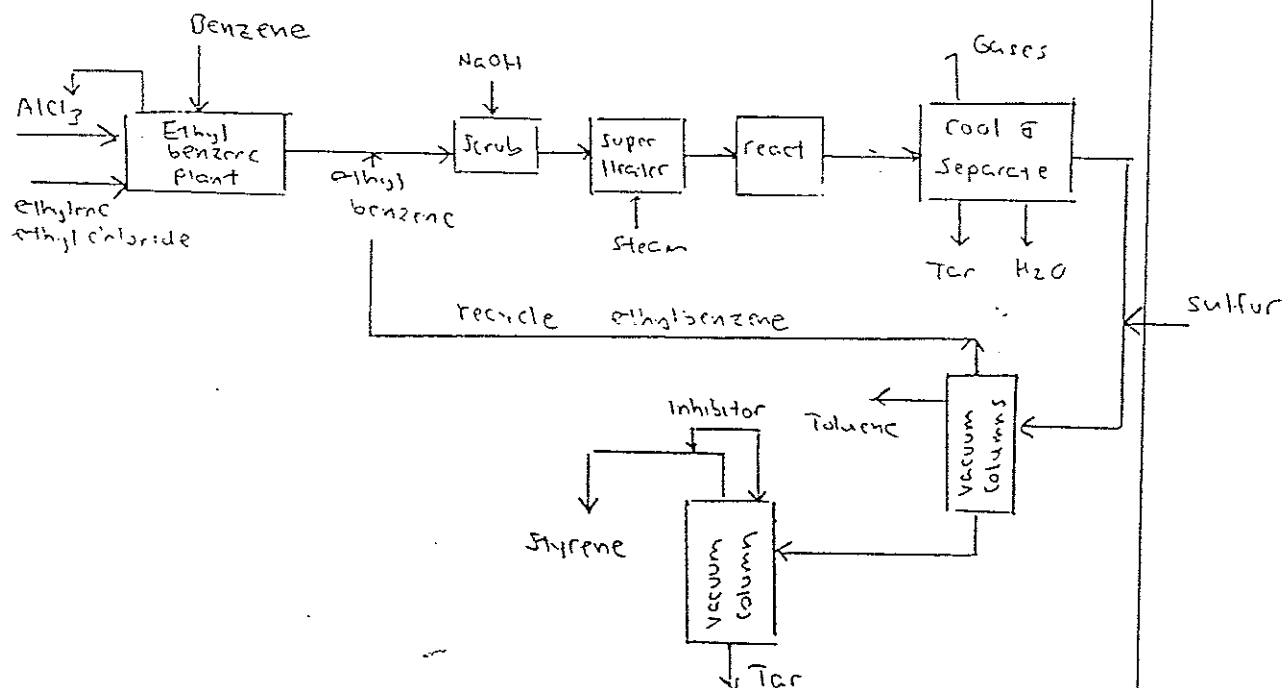 Benzene
AlCl3
Ethyl
benzene
plant
ethylene
ethyl chloride
ethyl
benzene
NaOH
Scrub
super
Heater
Steam
react
Gases
cool &
Separate
Tar
H2O
sulfur
recycle ethylbenzene
Toluene
vacuum
columns
Inhibitor
Styrene
vacuum
column
Tar